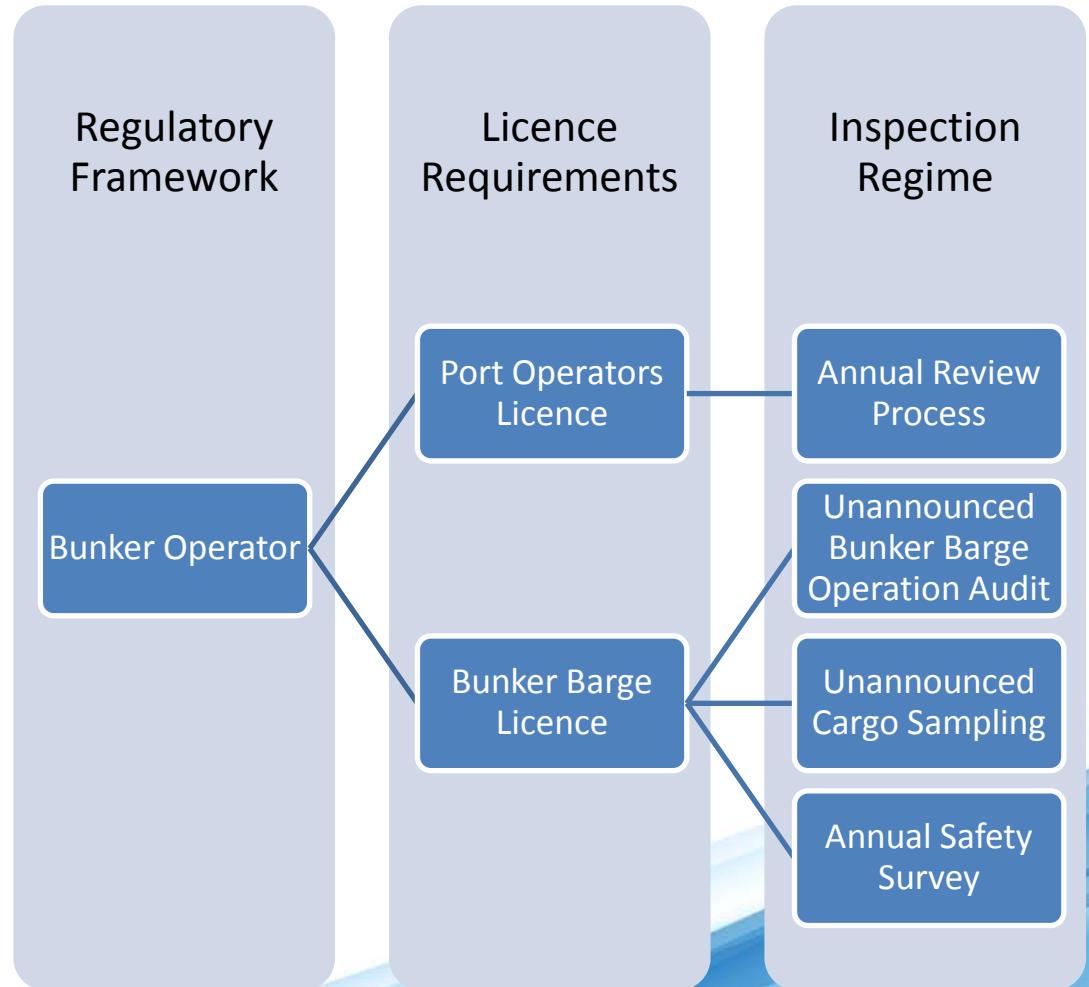 Regulatory
Framework
Licence
Requirements
Inspection
Regime
Bunker Operator
Port Operators
Licence
Bunker Barge
Licence
Annual Review
Process
Unannounced
Bunker Barge
Operation Audit
Unannounced
Cargo Sampling
Annual Safety
Survey